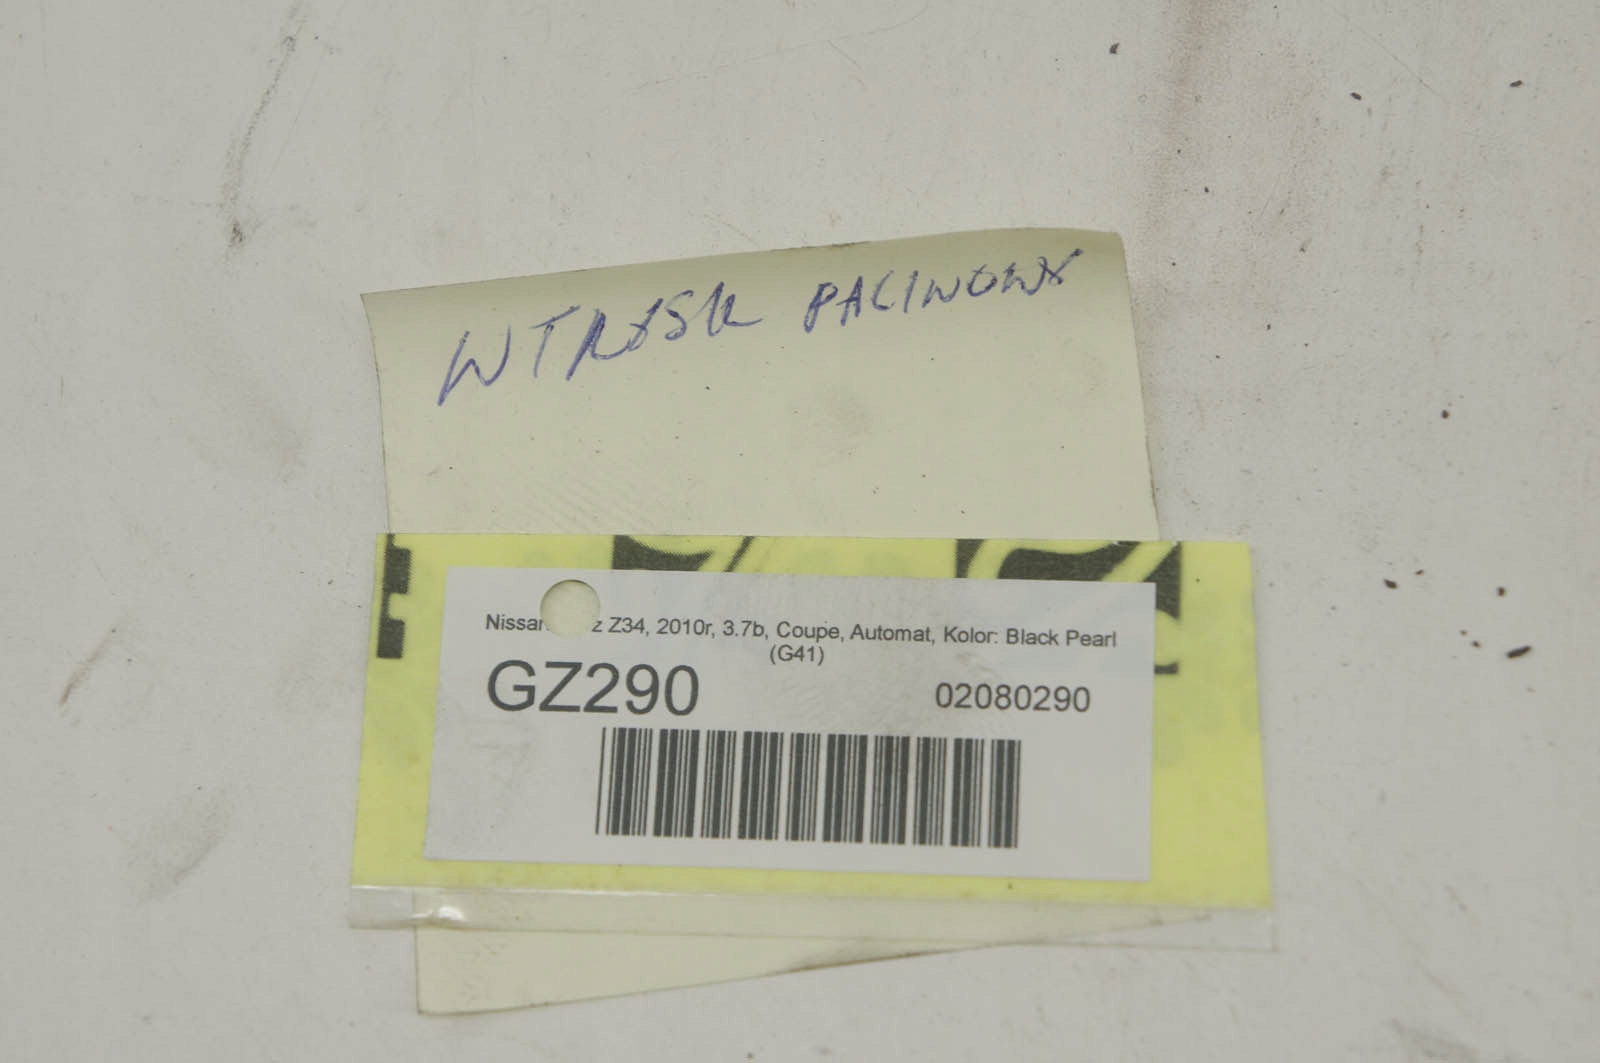 WTRYSK PALIWOWY
Nissan z Z34, 2010r, 3.7b, Coupe, Automat, Kolor: Black Pearl
(G41)
GZ290
02080290